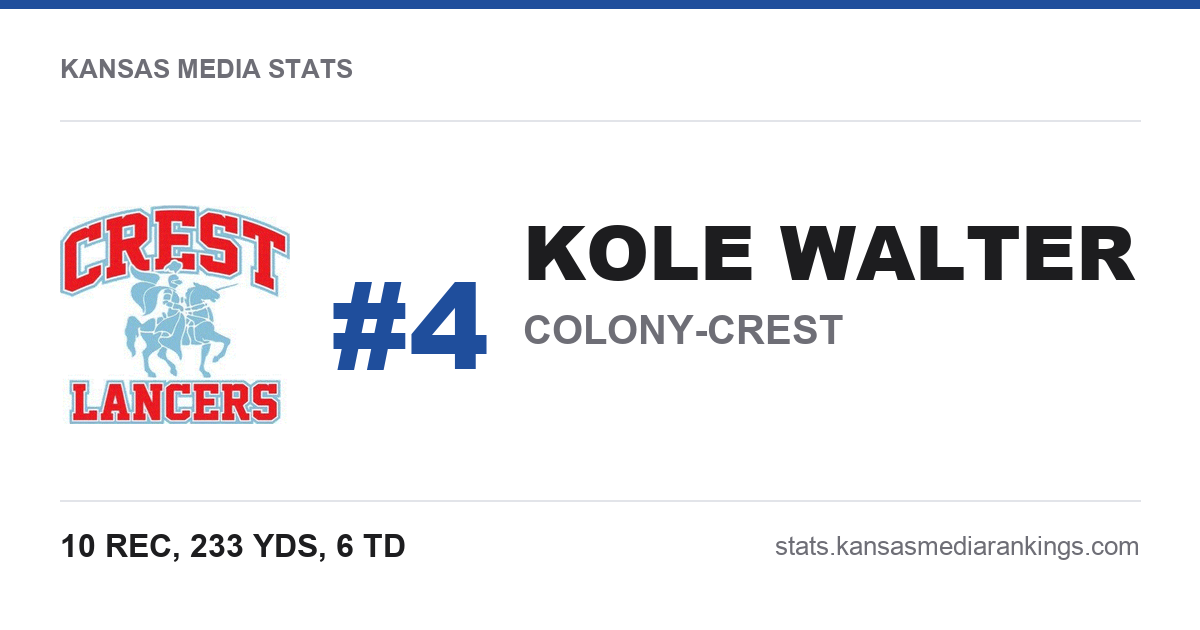 KANSAS MEDIA STATS
CREST
LANCERS
#4
KOLE WALTER
COLONY-CREST
10 REC, 233 YDS, 6 TD
stats.kansasmediarankings.com